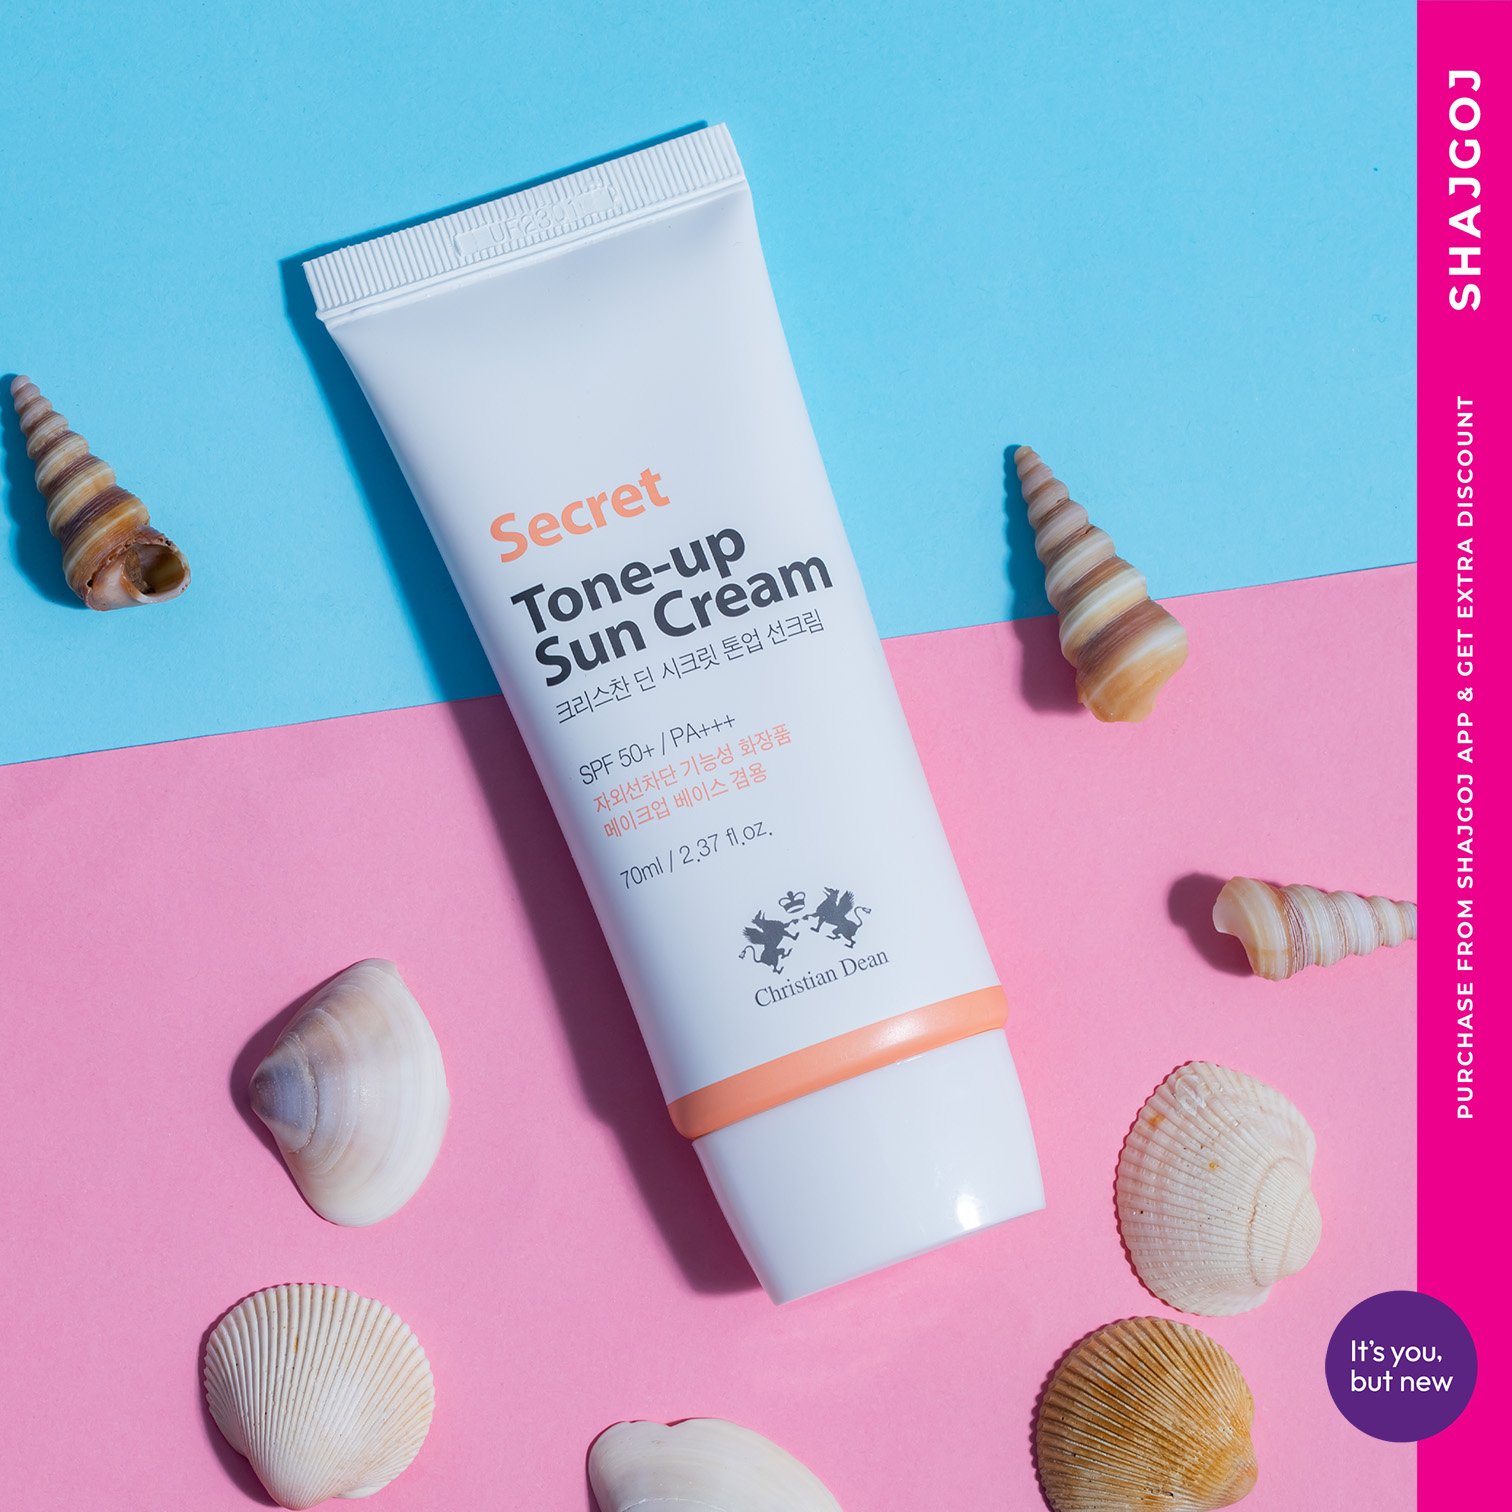 UF2301
Secret
Tone-up
Sun Cream
크리스찬 딘 시크릿 톤업 선크림
SPF 50+ / PA+++
자외선차단 기능성 화장품
메이크업 베이스 겸용
70ml / 2.37 fl.oz.
Christian Dean
SHAJGOJ
PURCHASE FROM SHAJGOJ APP & GET EXTRA DISCOUNT
It's you,
but new